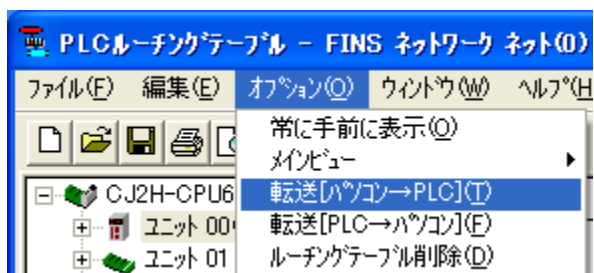 PLCルーチングテーブル - FINS ネットワーク ネット(0)
ファイル(F) 編集(E) オプション(O) ウィンドウ(W) ヘルプ(H
常に手前に表示(O)
メインビュー
CJ2H-CPU6 転送[パソコン→PLC](T)
ユニット 00 転送[PLC→パソコン](F)
ユニット 01 ルーチングテーブル削除(D)